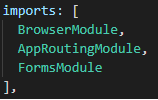 imports: [
  BrowserModule,
  AppRoutingModule,
  FormsModule
],